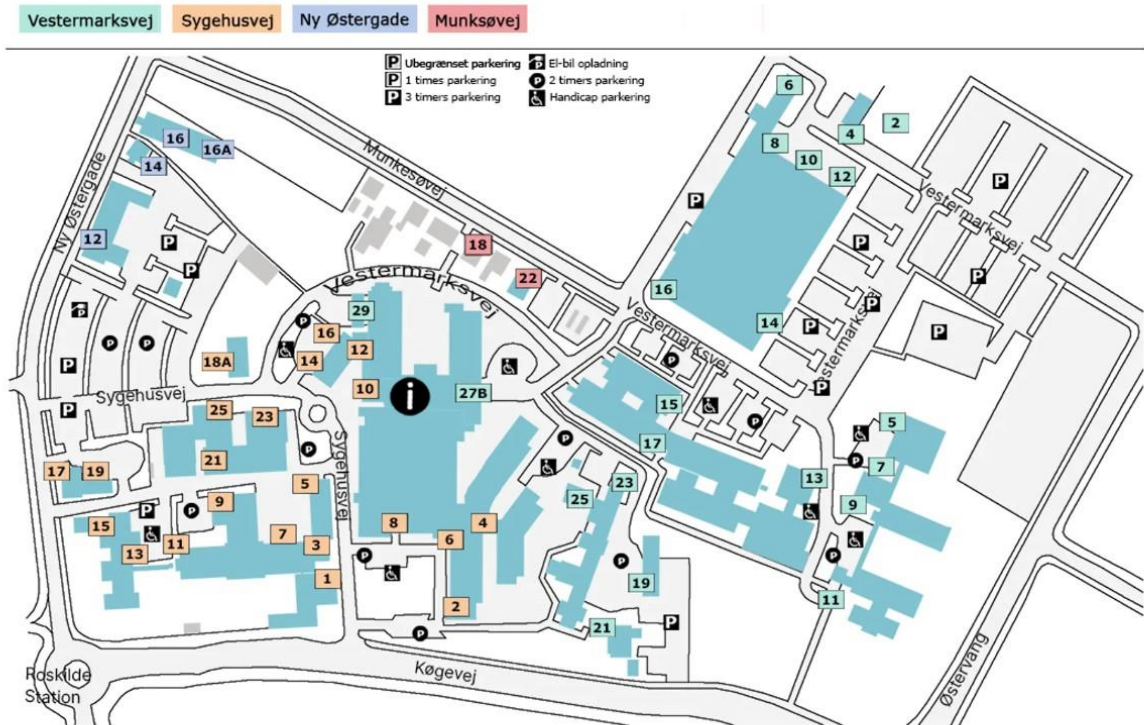 Vestermarksvej Sygehusvej Ny Østergade Munksøvej
P Ubegrænset parkering El-bil opladning
P 1 times parkering P 2 timers parkering
P 3 timers parkering Handicap parkering
6
4
2
16
16A
14
8
10
12
Munkesøvej
Vestermarksvej
P
P
Ny Østergade
12
P
P
18
P
P
22
Vestermarksvej
16
P
29
P
16
14
Vestermarksvej
P
P
P
P
P
12
14
P
18A
P
Vestermarksvej
P
Sygehusvej
10
i
27B
15
P
P
25
23
5
P
Sygehusvej
P
17
P
21
7
17
19
5
23
13
25
9
9
P
P
15
8
4
11
13
7
3
6
P
P
P
19
1
2
11
P
21
P
Køgevej
Østervang
Roskilde
Station